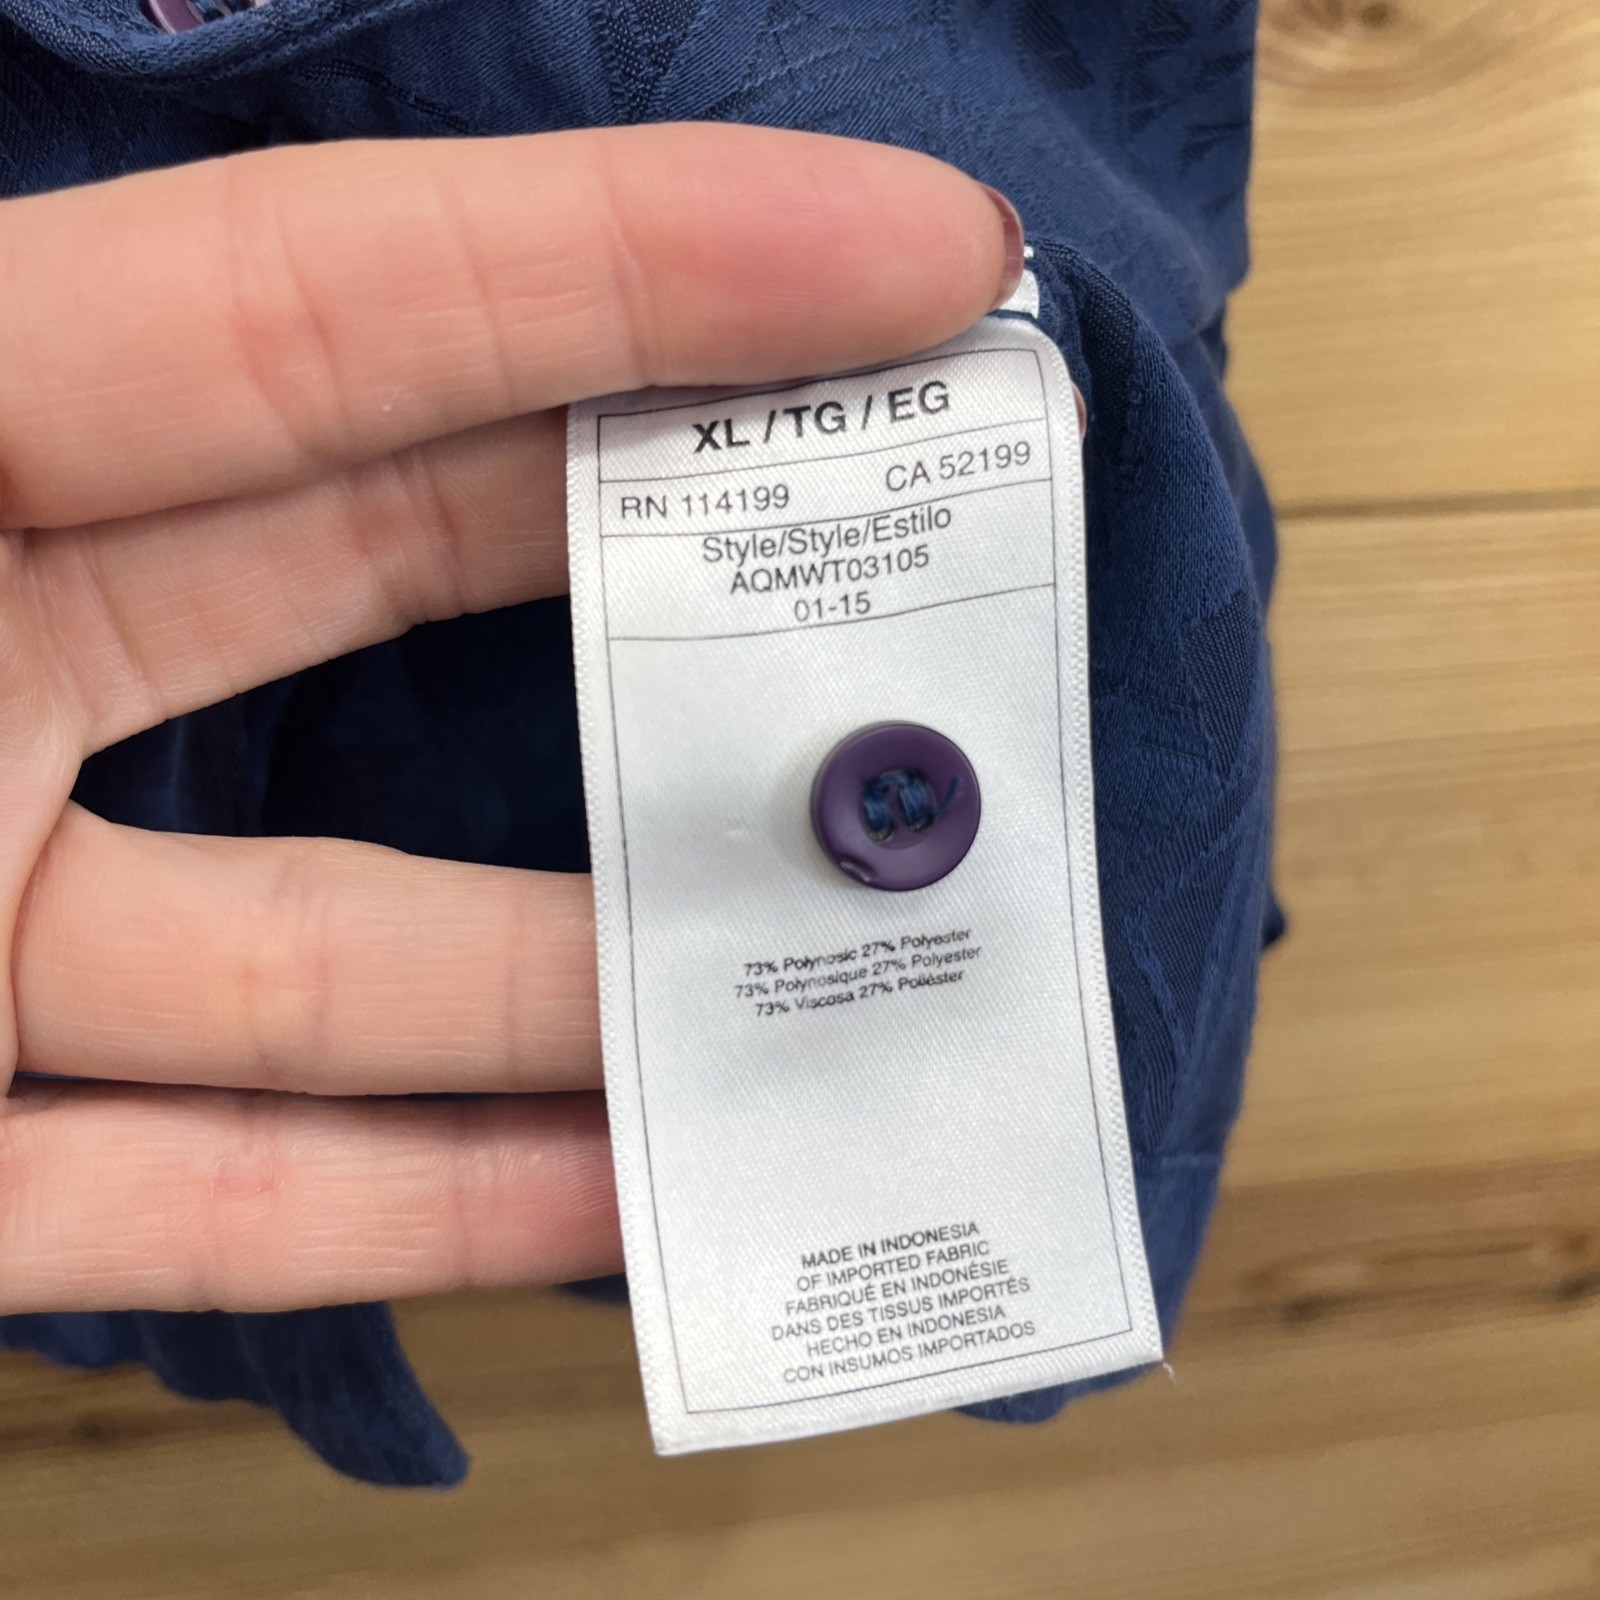 XL / TG / EG
RN 114199 CA 52199
Style/Style/Estilo
AQMWT03105
01-15
73% Polynosic 27% Polyester
73% Polynosique 27% Polyester
73% Viscosa 27% Poliéster
MADE IN INDONESIA
OF IMPORTED FABRIC
FABRIQUÉ EN INDONÉSIE
DANS DES TISSUS IMPORTÉS
HECHO EN INDONESIA
CON INSUMOS IMPORTADOS